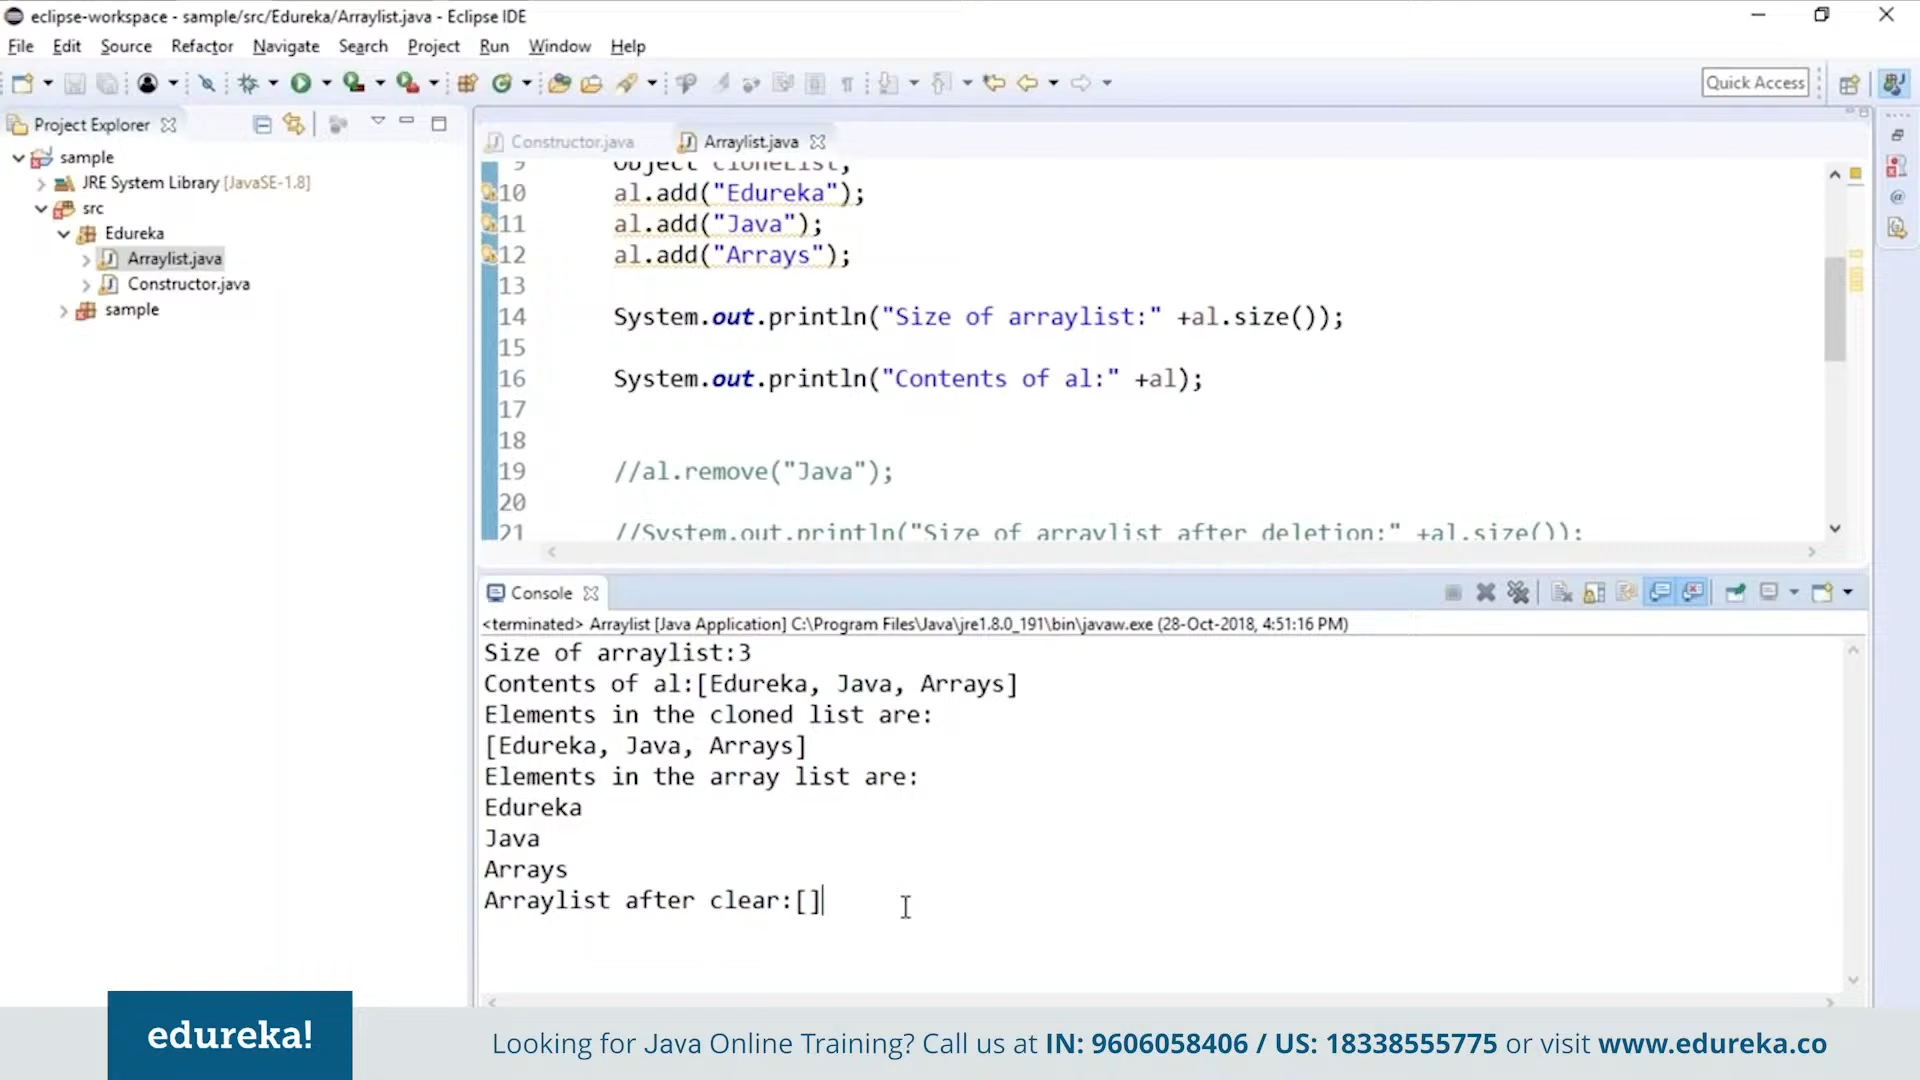 eclipse-workspace - sample/src/Edureka/Arraylist.java - Eclipse IDE
File Edit Source Refactor Navigate Search Project Run Window Help
Quick Access
Project Explorer
sample
JRE System Library [JavaSE-1.8]
src
Edureka
Arraylist.java
Constructor.java
sample
Constructor.java
Arraylist.java
9 Object cloneList;
10 al.add("Edureka");
11 al.add("Java");
12 al.add("Arrays");
13
14 System.out.println("Size of arraylist:" +al.size());
15
16 System.out.println("Contents of al:" +al);
17
18
19 //al.remove("Java");
20
21 //System.out.println("Size of arraylist after deletion:" +al.size());
Console
<terminated> Arraylist [Java Application] C:\Program Files\Java\jre1.8.0_191\bin\javaw.exe (28-Oct-2018, 4:51:16 PM)
Size of arraylist:3
Contents of al:[Edureka, Java, Arrays]
Elements in the cloned list are:
[Edureka, Java, Arrays]
Elements in the array list are:
Edureka
Java
Arrays
Arraylist after clear:[]
edureka!
Looking for Java Online Training? Call us at IN: 9606058406 / US: 18338555775 or visit www.edureka.co